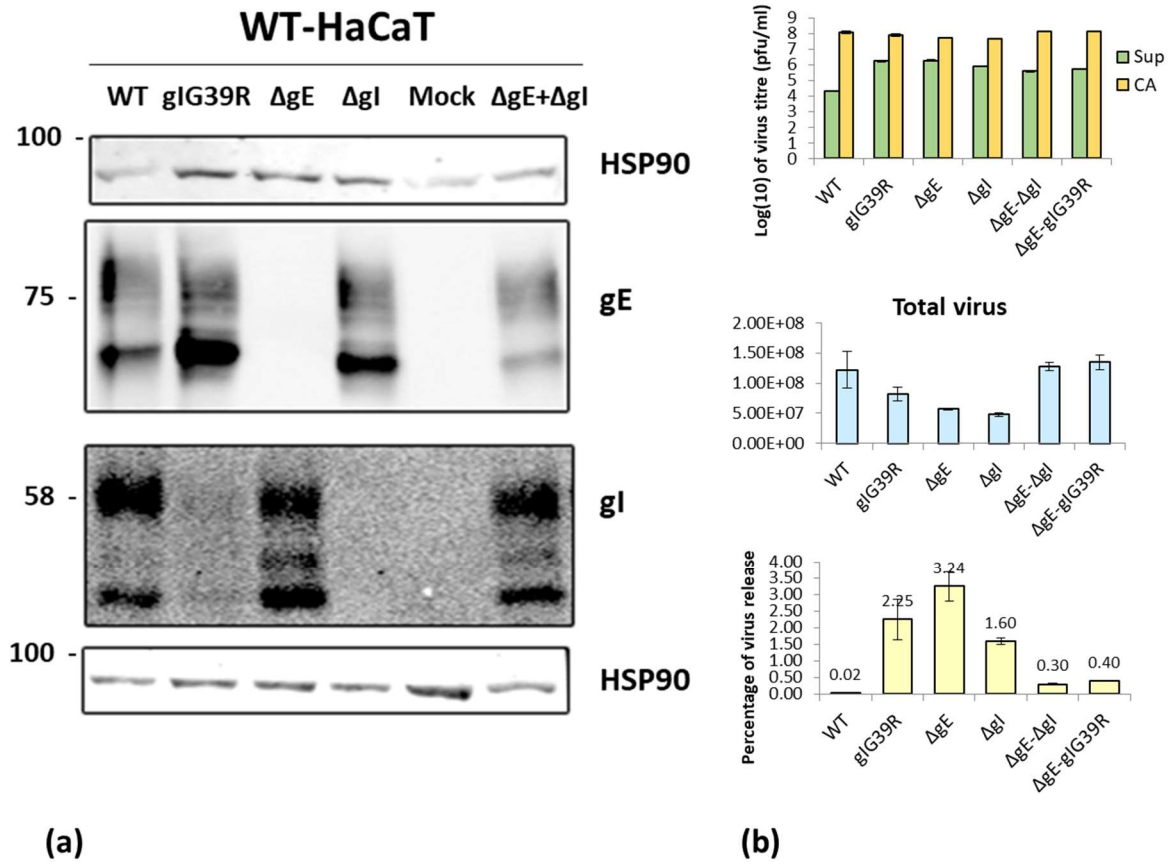 WT-HaCaT
WT gIG39R ΔgE ΔgI Mock ΔgE+ΔgI
100 -
HSP90
75 -
gE
58 -
gI
100 -
HSP90
(a)
Log(10) of virus titre (pfu/ml)
9
8
7
6
5
4
3
2
1
0
Sup
CA
WT gIG39R ΔgE ΔgI ΔgE-ΔgI ΔgE-gIG39R
Total virus
2.00E+08
1.50E+08
1.00E+08
5.00E+07
0.00E+00
WT gIG39R ΔgE ΔgI ΔgE-ΔgI ΔgE-gIG39R
Percentage of virus release
4.00
3.50
3.00
2.50
2.00
1.50
1.00
0.50
0.00
0.02 2.25 3.24 1.60 0.30 0.40
WT gIG39R ΔgE ΔgI ΔgE-ΔgI ΔgE-gIG39R
(b)